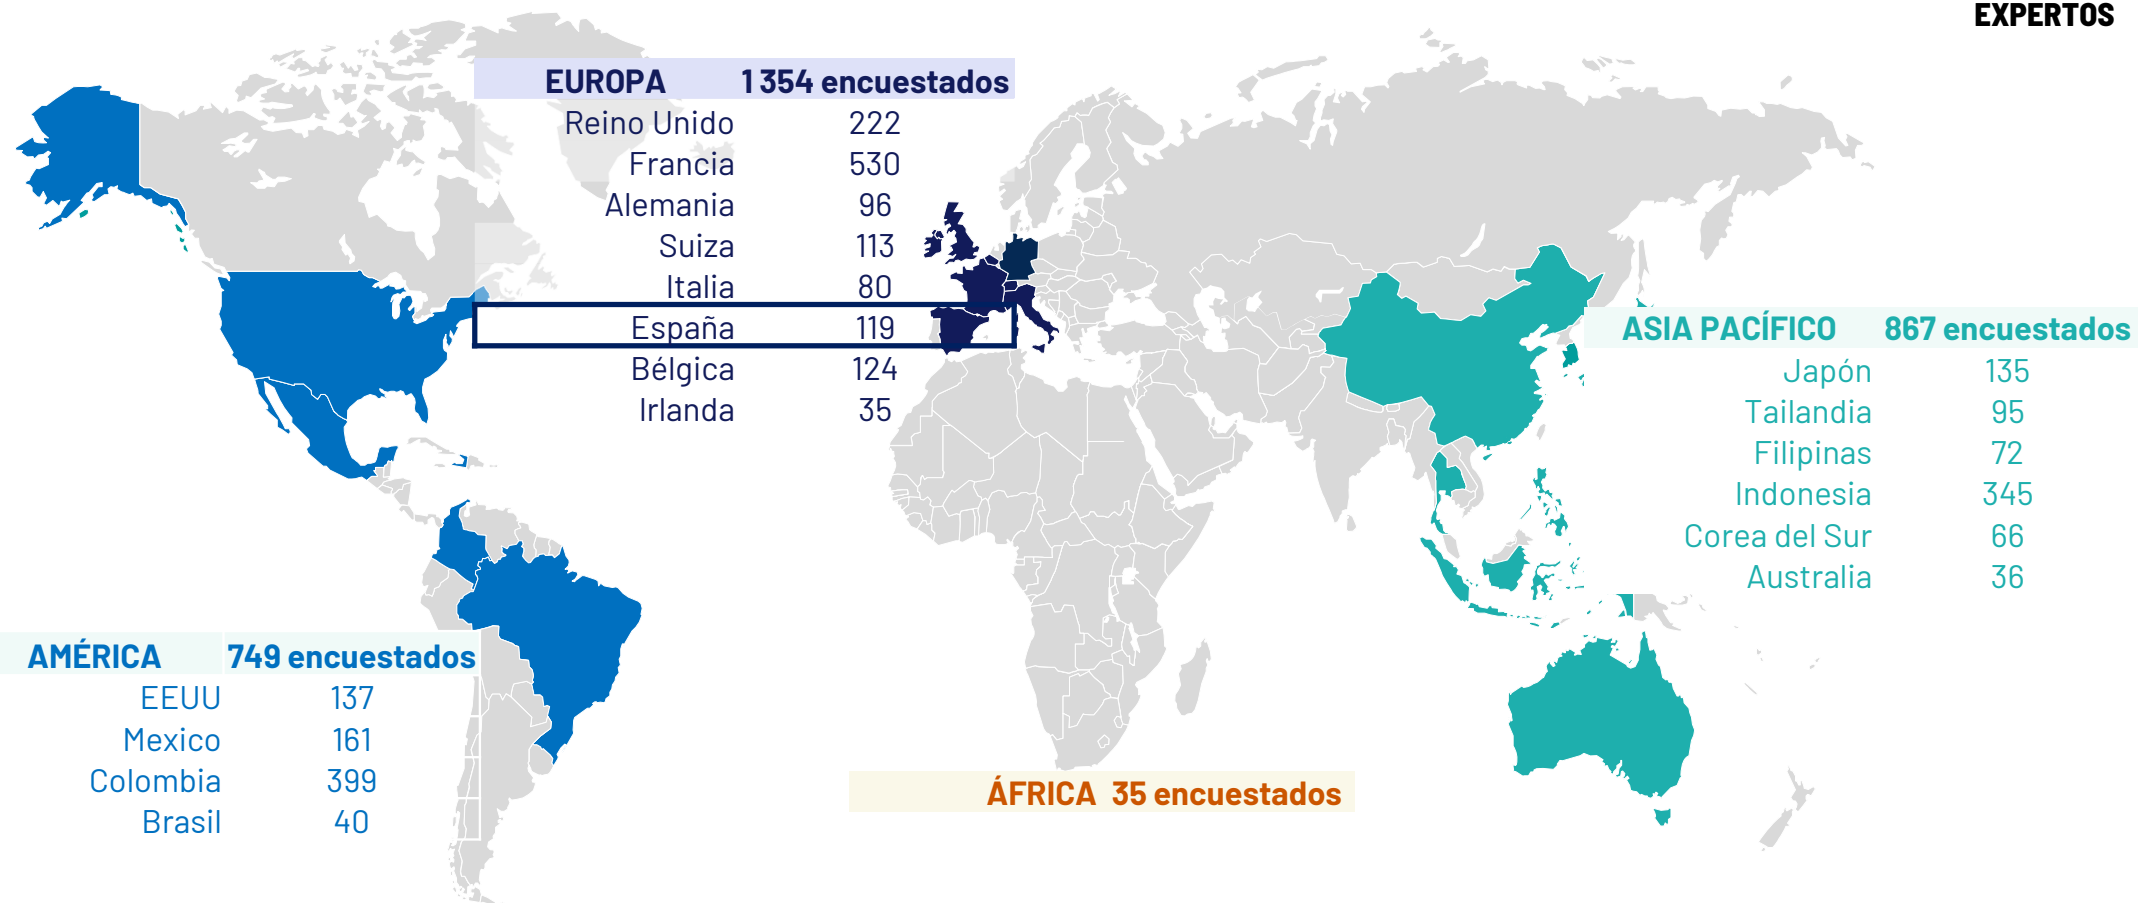 EXPERTOS
EUROPA 1 354 encuestados
Reino Unido 222
Francia 530
Alemania 96
Suiza 113
Italia 80
España 119
Bélgica 124
Irlanda 35
ASIA PACÍFICO 867 encuestados
Japón 135
Tailandia 95
Filipinas 72
Indonesia 345
Corea del Sur 66
Australia 36
AMÉRICA 749 encuestados
EEUU 137
Mexico 161
Colombia 399
Brasil 40
ÁFRICA 35 encuestados